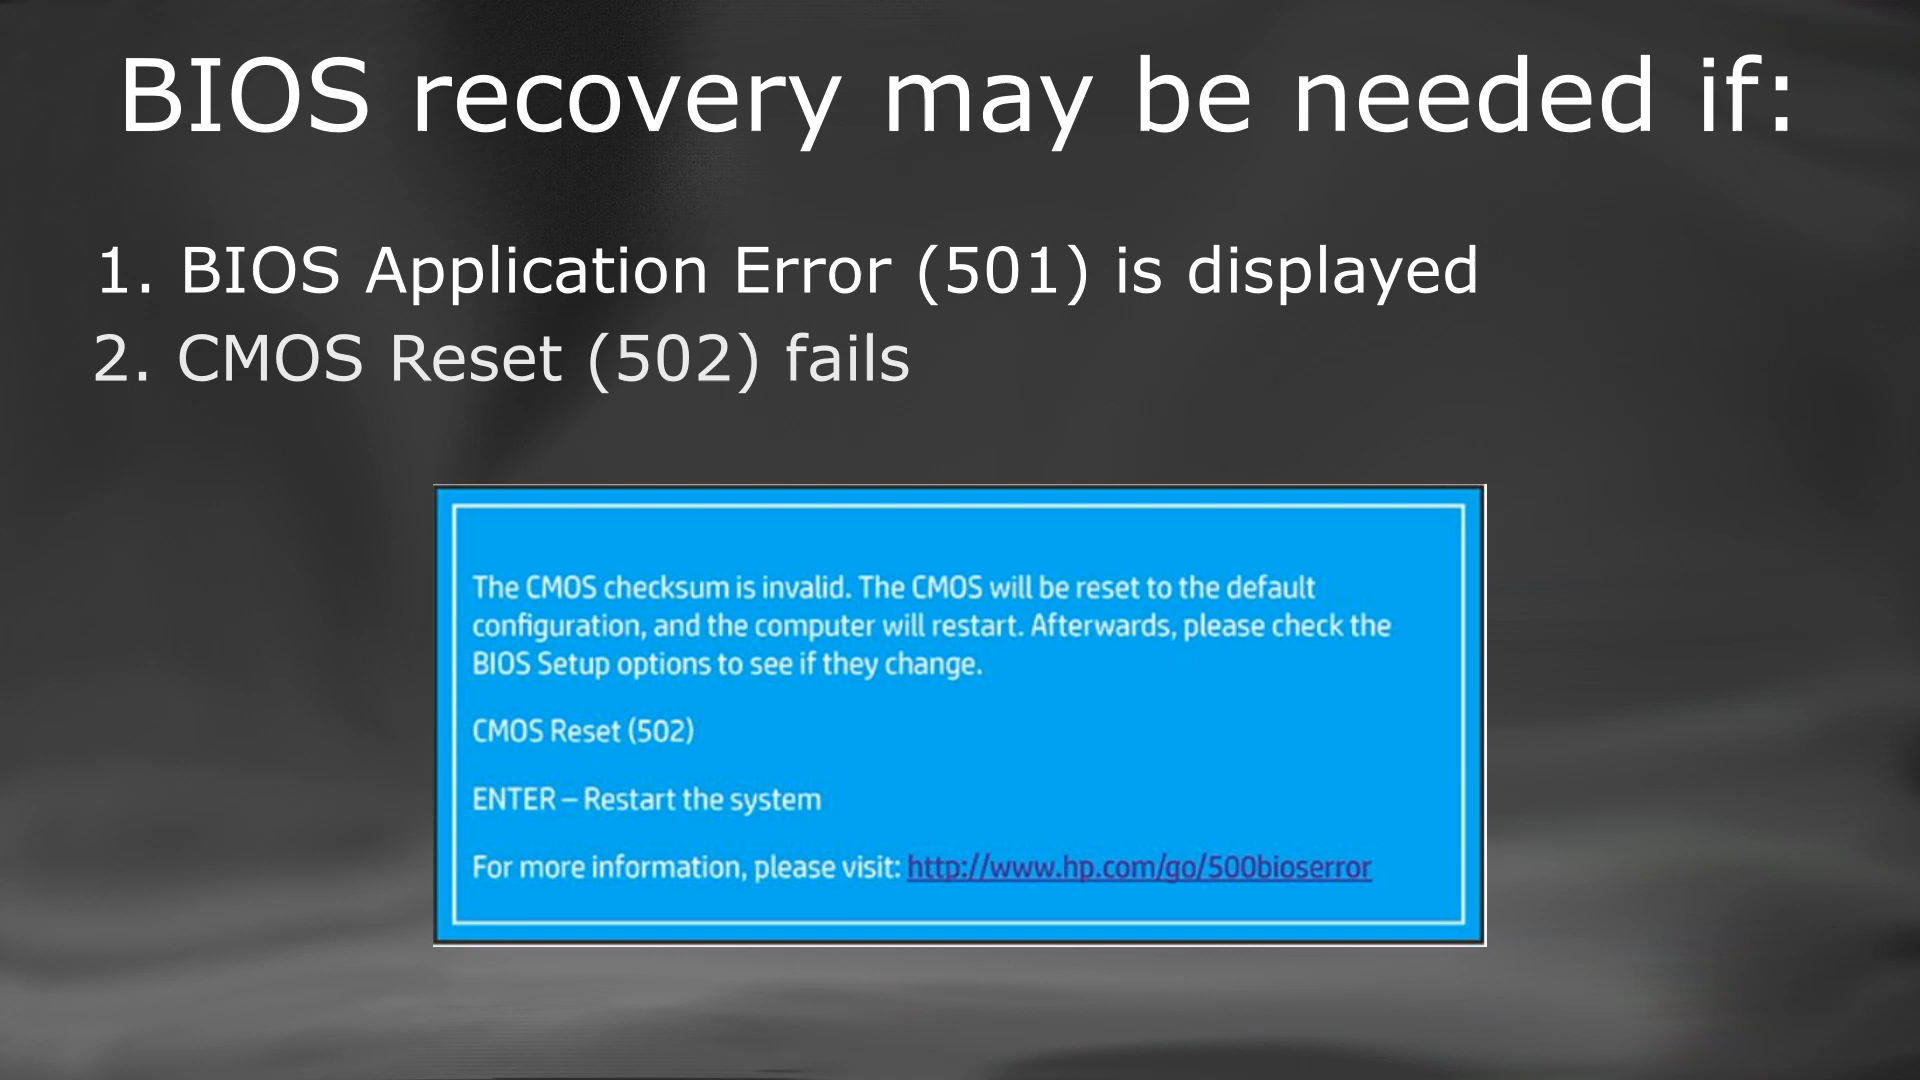 BIOS recovery may be needed if:
1. BIOS Application Error (501) is displayed
2. CMOS Reset (502) fails
The CMOS checksum is invalid. The CMOS will be reset to the default
configuration, and the computer will restart. Afterwards, please check the
BIOS Setup options to see if they change.
CMOS Reset (502)
ENTER – Restart the system
For more information, please visit: http://www.hp.com/go/500bioserror